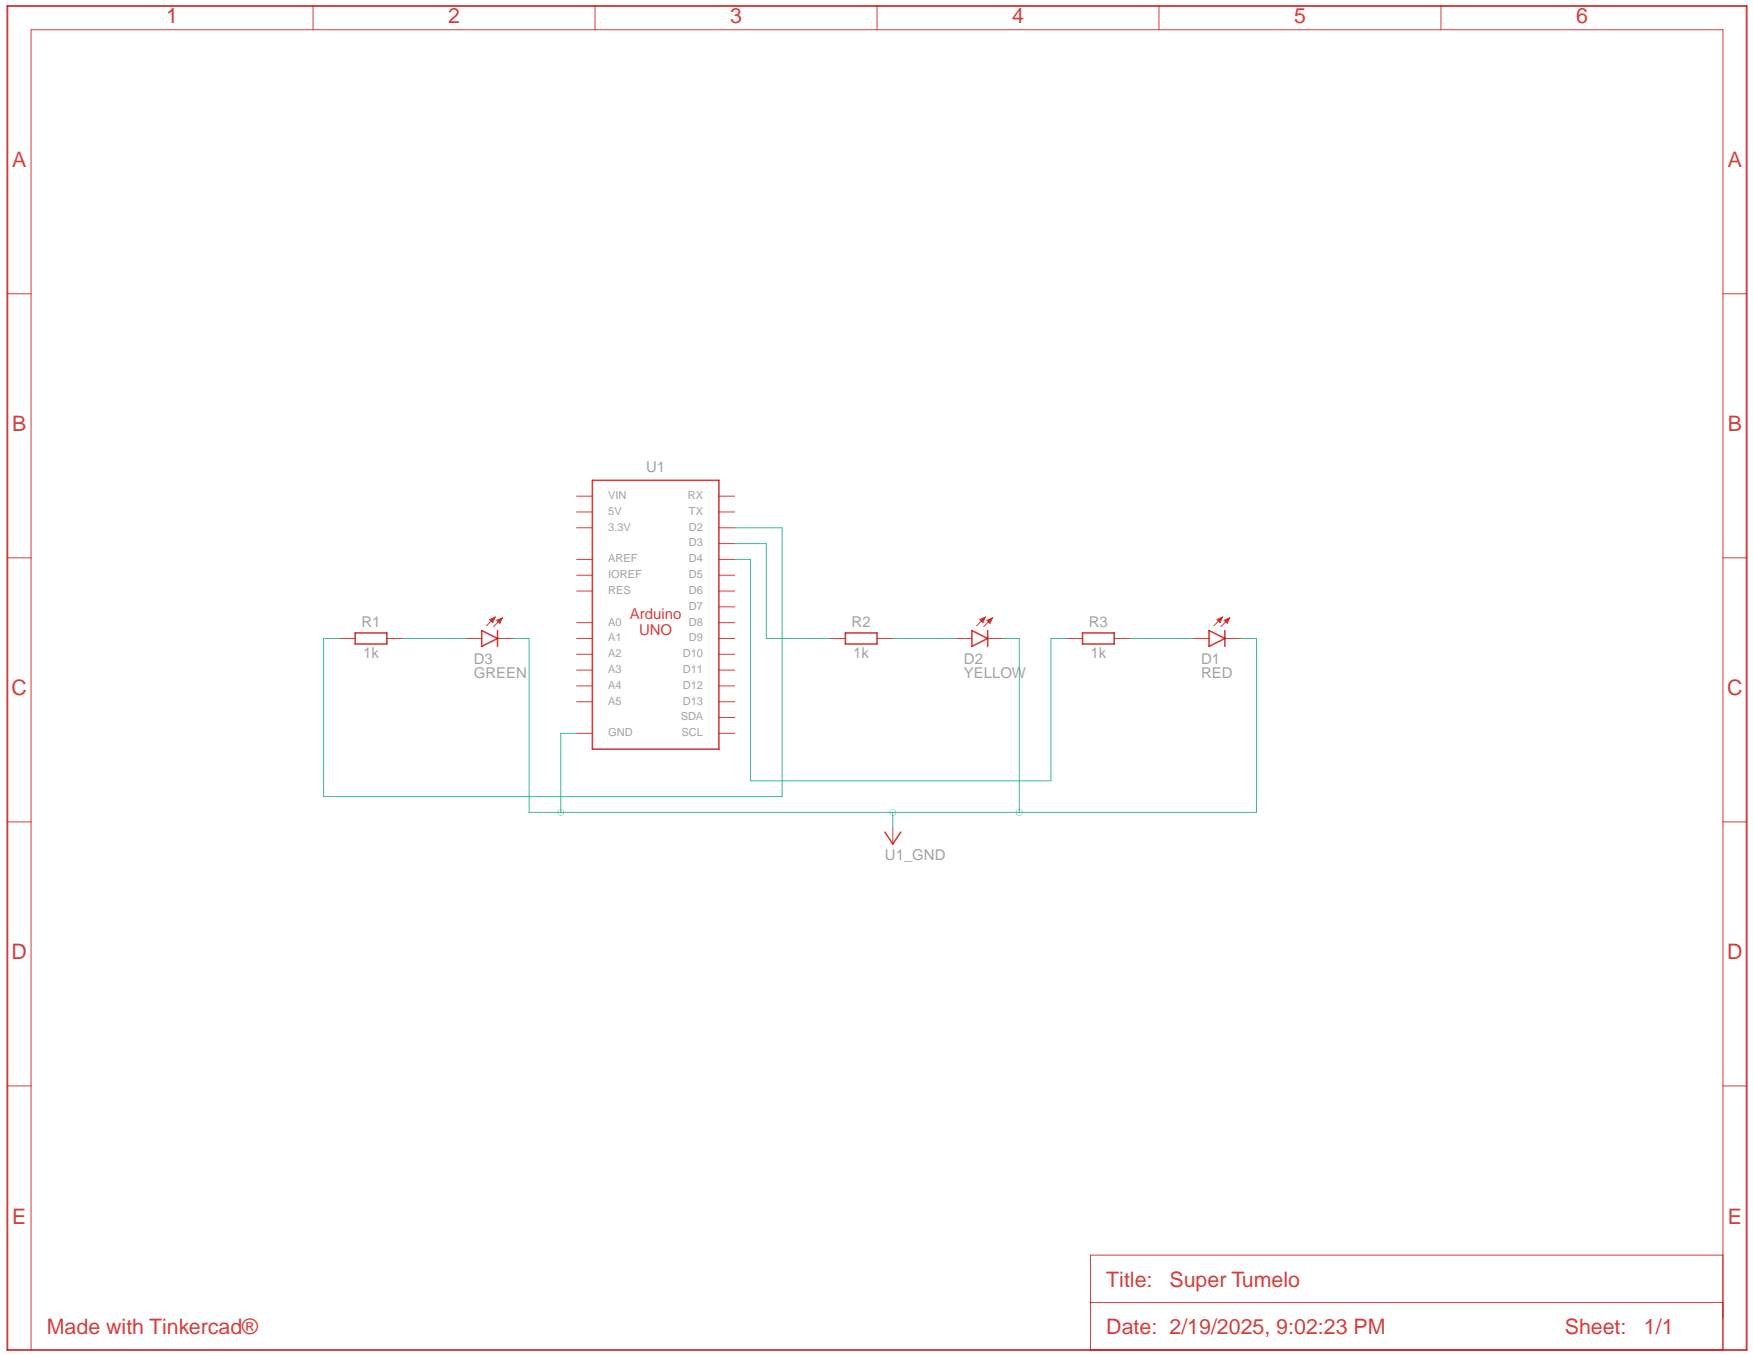 1 2 3 4 5 6
A A
B B
U1
VIN RX
5V TX
3.3V D2
D3
AREF D4
IOREF D5
RES D6
D7
A0 D8
A1 D9
A2 D10
A3 D11
A4 D12
A5 D13
SDA
GND SCL
Arduino
UNO
R1
1k
D3
GREEN
R2
1k
D2
YELLOW
R3
1k
D1
RED
C C
U1_GND
D D
E E
Title: Super Tumelo
Date: 2/19/2025, 9:02:23 PM Sheet: 1/1
Made with Tinkercad®